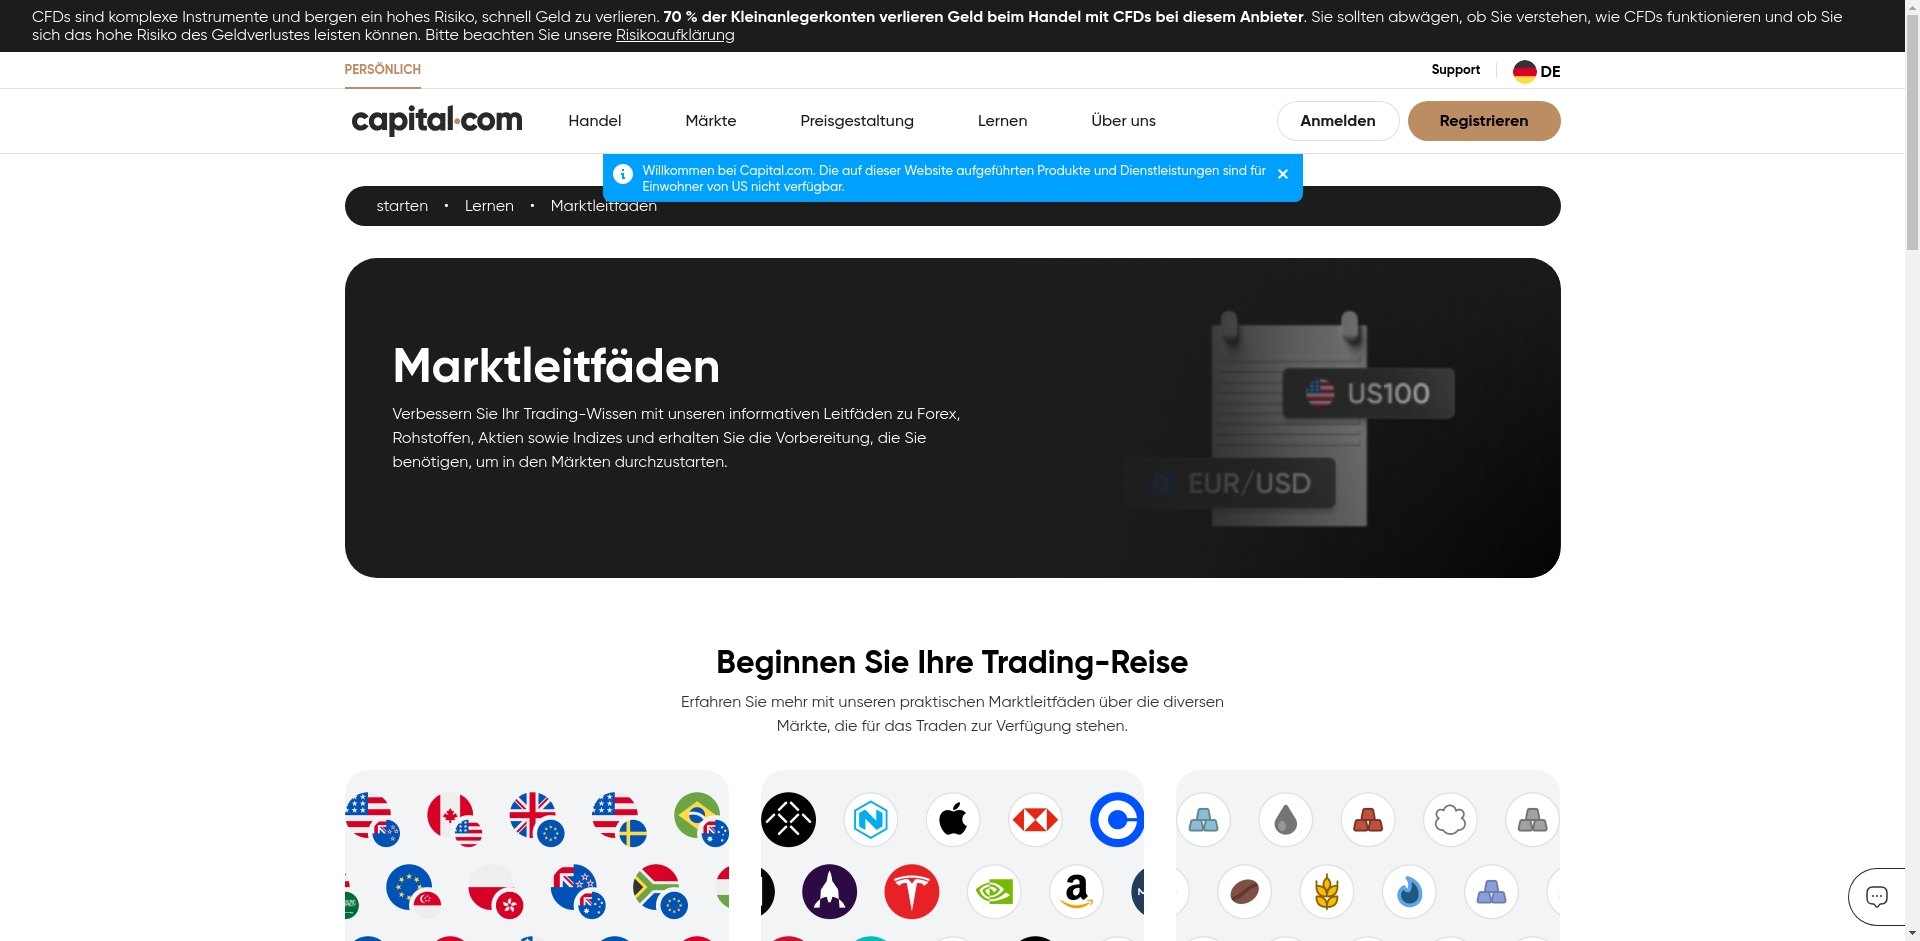 CFDs sind komplexe Instrumente und bergen ein hohes Risiko, schnell Geld zu verlieren. 70 % der Kleinanlegerkonten verlieren Geld beim Handel mit CFDs bei diesem Anbieter. Sie sollten abwägen, ob Sie verstehen, wie CFDs funktionieren und ob Sie
sich das hohe Risiko des Geldverlustes leisten können. Bitte beachten Sie unsere Risikoaufklärung
PERSÖNLICH
Support
DE
capital.com
Handel
Märkte
Preisgestaltung
Lernen
Über uns
Anmelden
Registrieren
Willkommen bei Capital.com. Die auf dieser Website aufgeführten Produkte und Dienstleistungen sind für
Einwohner von US nicht verfügbar.
starten • Lernen • Marktleitfäden
Marktleitfäden
Verbessern Sie Ihr Trading-Wissen mit unseren informativen Leitfäden zu Forex,
Rohstoffen, Aktien sowie Indizes und erhalten Sie die Vorbereitung, die Sie
benötigen, um in den Märkten durchzustarten.
US100
EUR/USD
Beginnen Sie Ihre Trading-Reise
Erfahren Sie mehr mit unseren praktischen Marktleitfäden über die diversen
Märkte, die für das Traden zur Verfügung stehen.